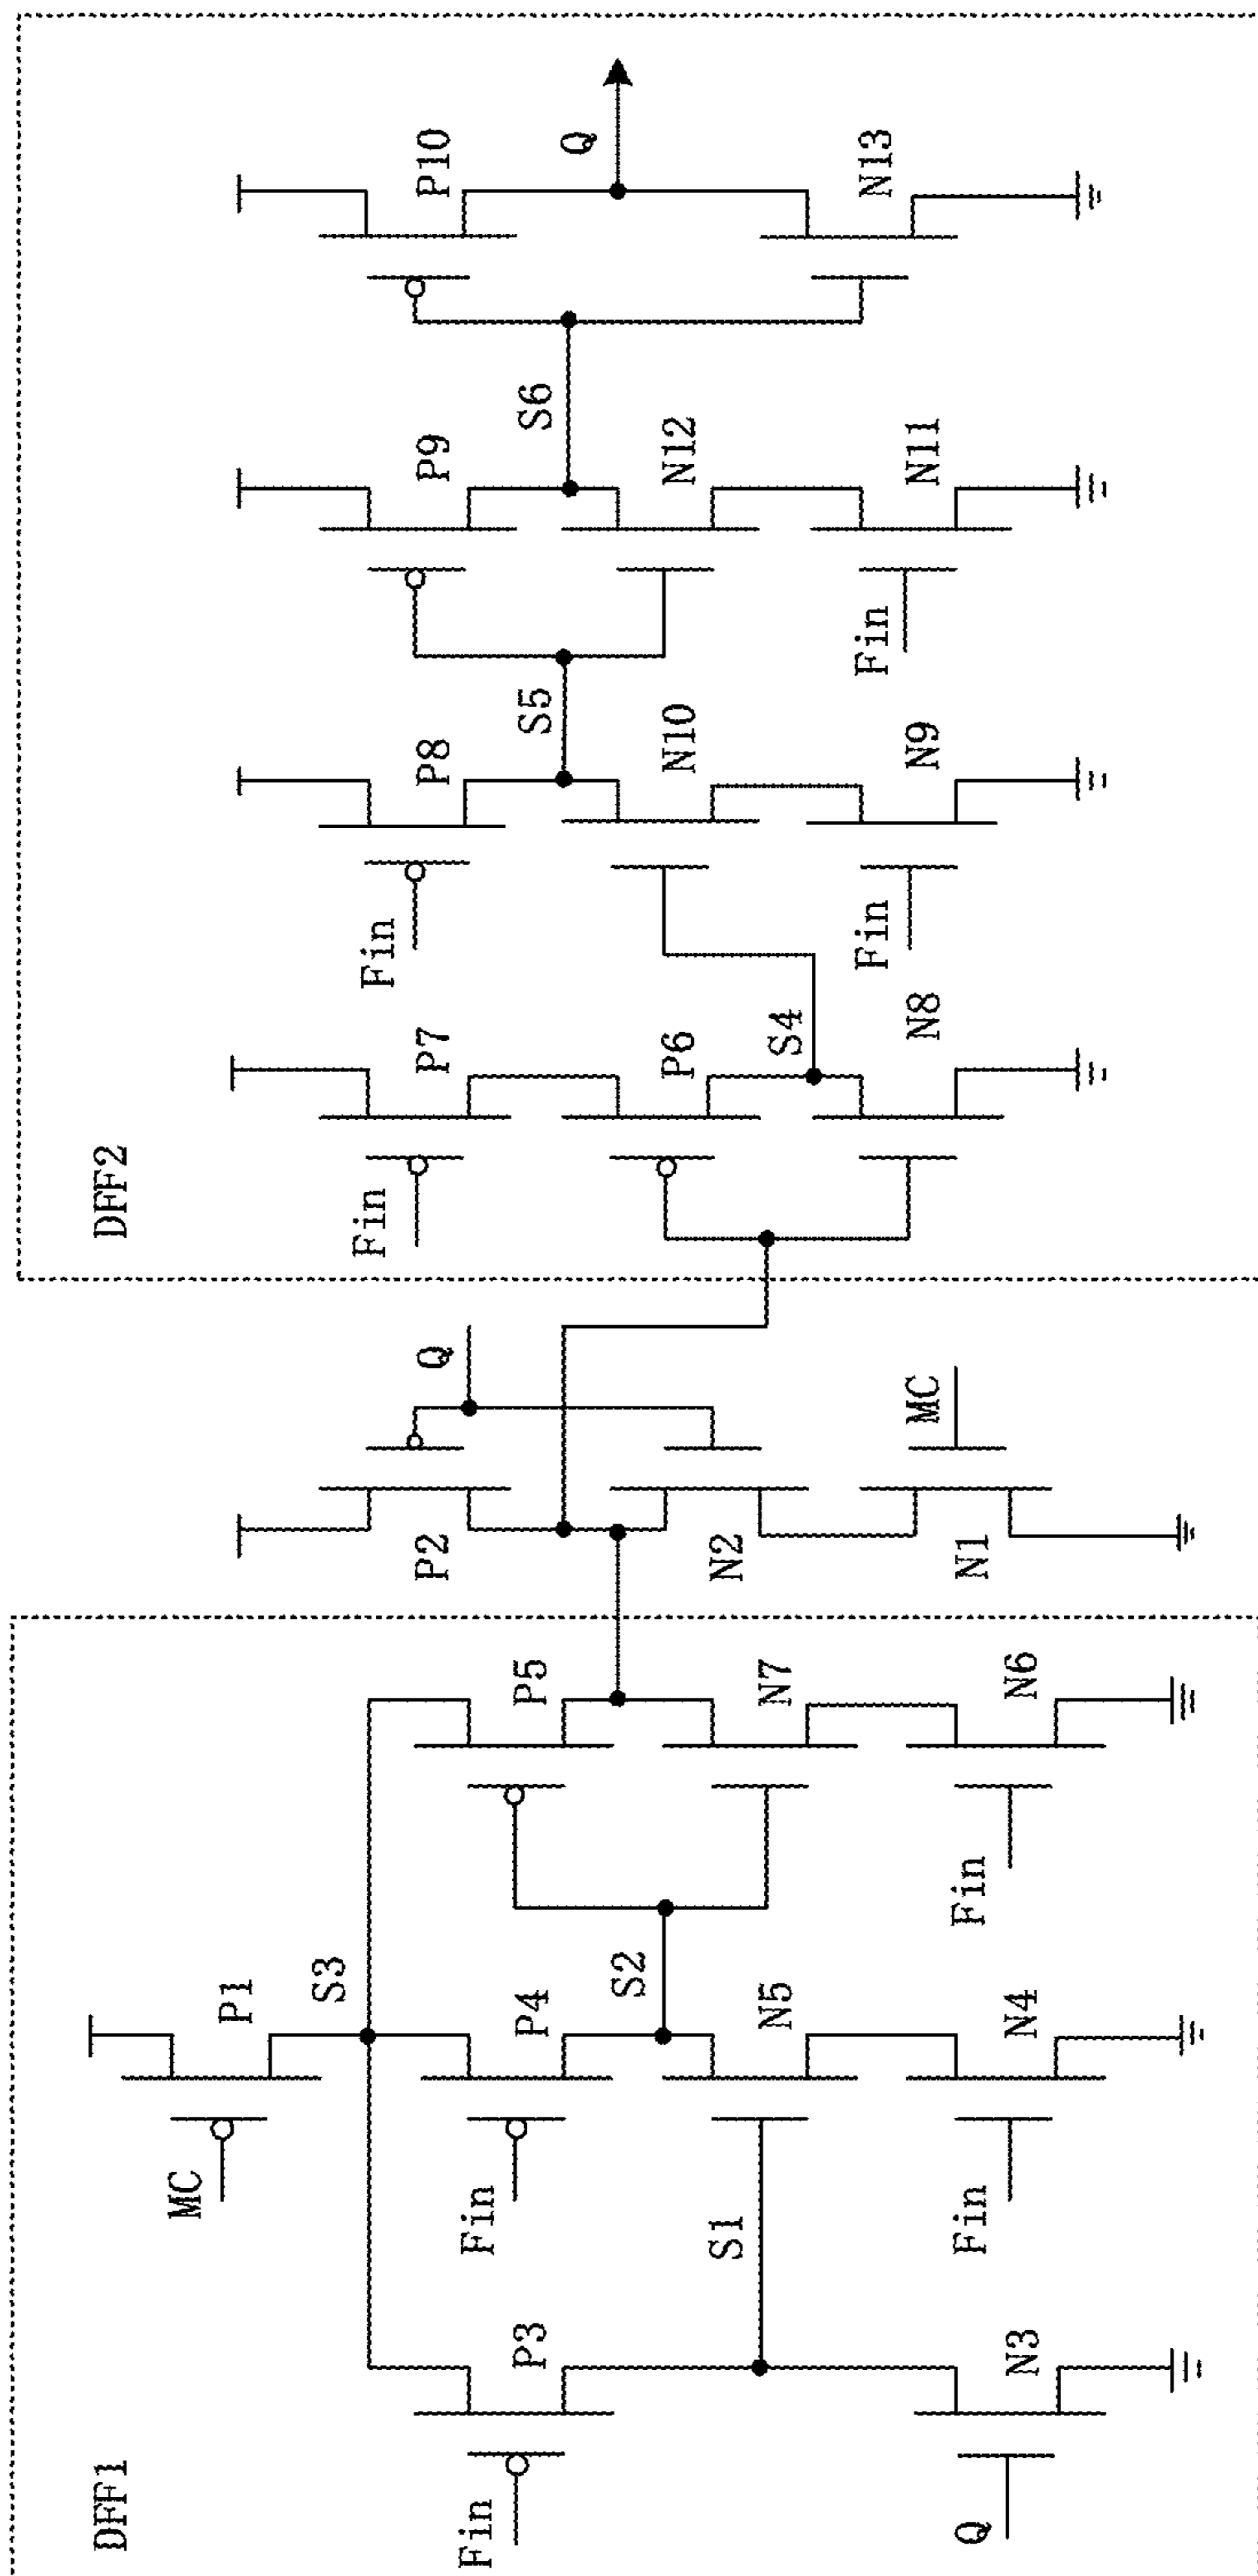 DFF1
DFF2
Fin
P3
Q
N3
S1
MC
P1
S3
Fin
P4
S2
N5
Fin
N4
P5
N7
Fin
N6
P2
N2
N1
Q
MC
Fin
P7
P6
S4
N8
Fin
P8
S5
N10
Fin
N9
P9
S6
N12
Fin
N11
P10
Q
N13